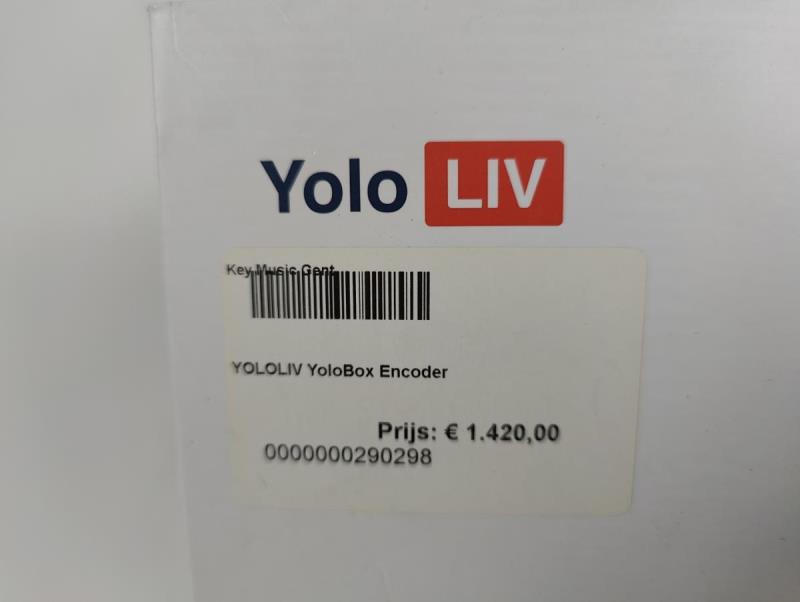 Yolo LIV
Key Music Gent
YOLOLIV YoloBox Encoder
Prijs: € 1.420,00
0000000290298